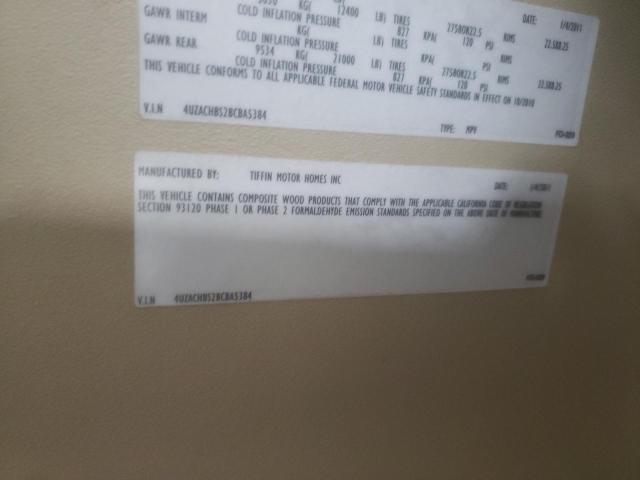 GAWR INTERM KG( 12400 LB) TIRES 27580R22.5 RIMS DATE: 1/4/2011
COLD INFLATION PRESSURE 827 KPA( 120 PSI 22.5X8.25
GAWR REAR KG( LB) TIRES 27580R22.5 RIMS
COLD INFLATION PRESSURE
9534 KG( 21000 LB) TIRES 827 KPA( 120 PSI 22.5X8.25
COLD INFLATION PRESSURE
THIS VEHICLE CONFORMS TO ALL APPLICABLE FEDERAL MOTOR VEHICLE SAFETY STANDARDS IN EFFECT ON 10/2010
V.I.N 4UZACHBS2BCBA5384
TYPE: MPV
MANUFACTURED BY: TIFFIN MOTOR HOMES INC DATE: 1/4/2011
THIS VEHICLE CONTAINS COMPOSITE WOOD PRODUCTS THAT COMPLY WITH THE APPLICABLE CALIFORNIA CODE OF REGULATION
SECTION 93120 PHASE 1 OR PHASE 2 FORMALDEHYDE EMISSION STANDARDS SPECIFIED ON THE ABOVE DATE OF MANUFACTURE
V.I.N 4UZACHBS2BCBA5384